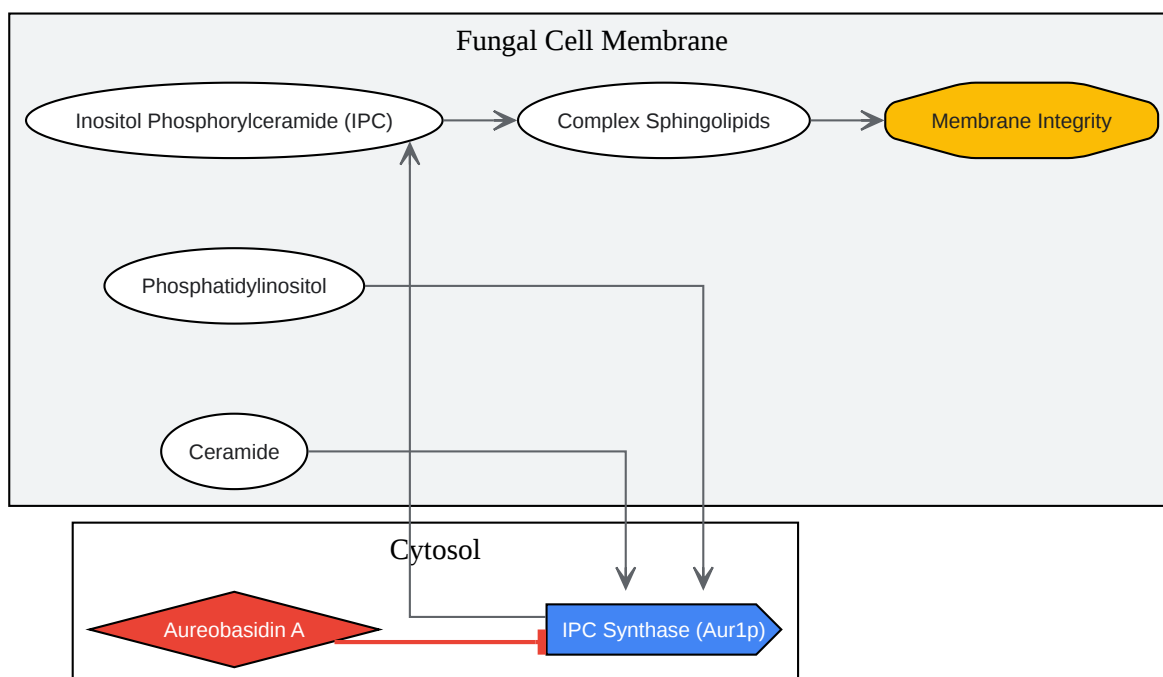 Fungal Cell Membrane
Inositol Phosphorylceramide (IPC)
Complex Sphingolipids
Membrane Integrity
Phosphatidylinositol
Ceramide
Cytosol
Aureobasidin A
IPC Synthase (Aur1p)